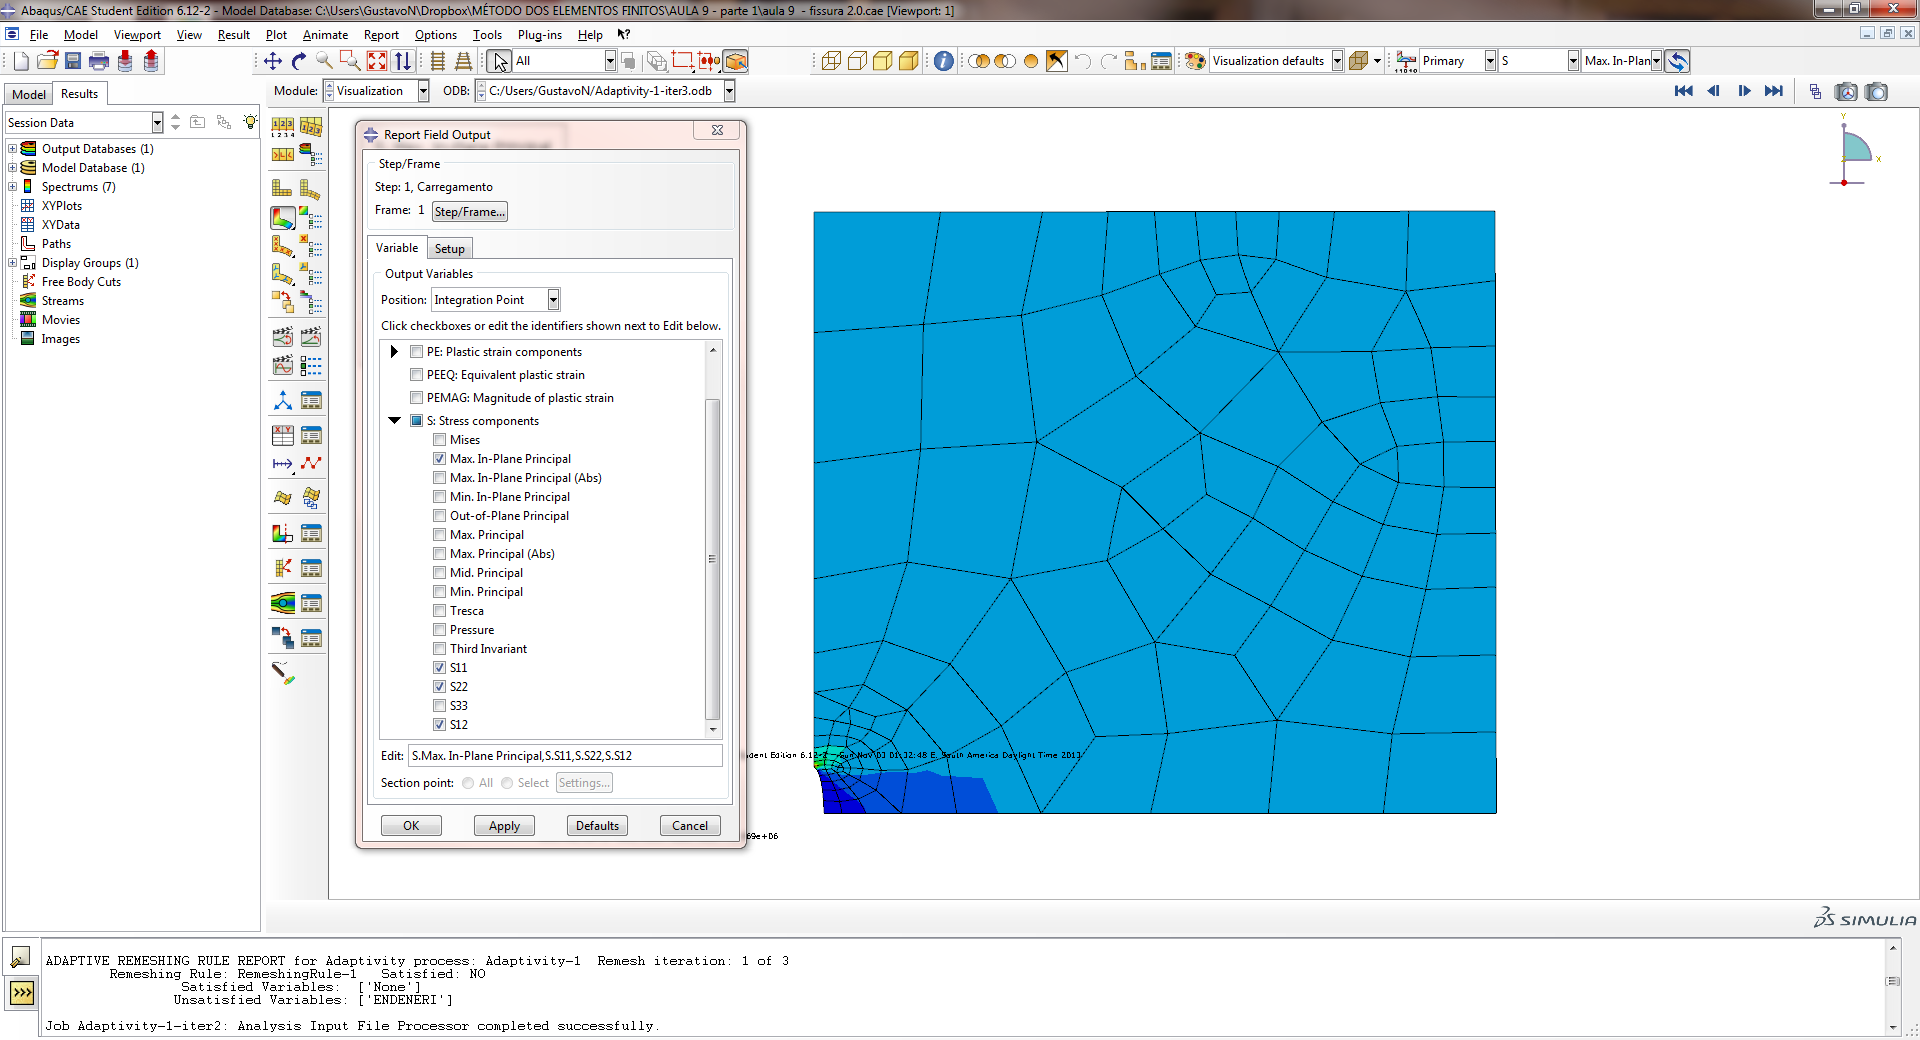 Abaqus/CAE Student Edition 6.12-2 - Model Database: C:\Users\GustavoN\Dropbox\MÉTODO DOS ELEMENTOS FINITOS\AULA 9 - parte 1\aula 9  - fissura 2.0.cae [Viewport: 1]
File Model Viewport View Result Plot Animate Report Options Tools Plug-ins Help
All Visualization defaults Primary S Max. In-Plan
Model Results Module: Visualization ODB: C:/Users/GustavoN/Adaptivity-1-iter3.odb
Session Data
Output Databases (1)
Model Database (1)
Spectrums (7)
XYPlots
XYData
Paths
Display Groups (1)
Free Body Cuts
Streams
Movies
Images
Report Field Output
Step/Frame
Step: 1, Carregamento
Frame: 1 Step/Frame...
Variable Setup
Output Variables
Position: Integration Point
Click checkboxes or edit the identifiers shown next to Edit below.
PE: Plastic strain components
PEEQ: Equivalent plastic strain
PEMAG: Magnitude of plastic strain
S: Stress components
Mises
Max. In-Plane Principal
Max. In-Plane Principal (Abs)
Min. In-Plane Principal
Out-of-Plane Principal
Max. Principal
Max. Principal (Abs)
Mid. Principal
Min. Principal
Tresca
Pressure
Third Invariant
S11
S22
S33
S12
Edit: S.Max. In-Plane Principal,S.S11,S.S22,S.S12
Section point: All Select Settings...
OK Apply Defaults Cancel
Y
X
dent Edition 6.12-2 Sun Nov 03 01:32:48 E. South America Daylight Time 2013
69e+06
SIMULIA
ADAPTIVE REMESHING RULE REPORT for Adaptivity process: Adaptivity-1  Remesh iteration: 1 of 3
Remeshing Rule: RemeshingRule-1   Satisfied: NO
Satisfied Variables:  ['None']
Unsatisfied Variables: ['ENDENERI']
Job Adaptivity-1-iter2: Analysis Input File Processor completed successfully.